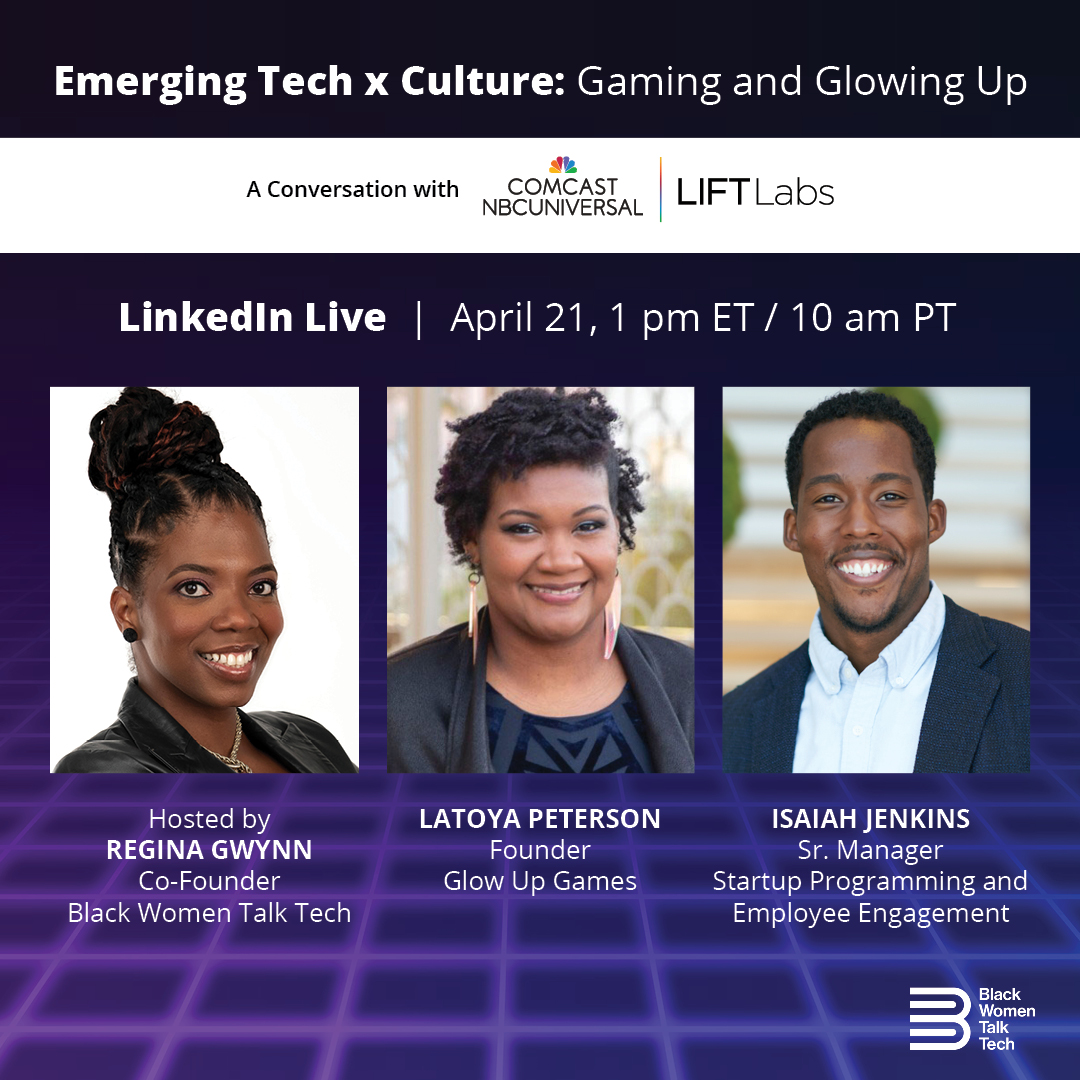 Emerging Tech x Culture: Gaming and Glowing Up
A Conversation with
COMCAST
NBCUNIVERSAL
LIFT Labs
LinkedIn Live | April 21, 1 pm ET / 10 am PT
Hosted by
REGINA GWYNN
Co-Founder
Black Women Talk Tech
LATOYA PETERSON
Founder
Glow Up Games
ISAIAH JENKINS
Sr. Manager
Startup Programming and
Employee Engagement
Black
Women
Talk
Tech